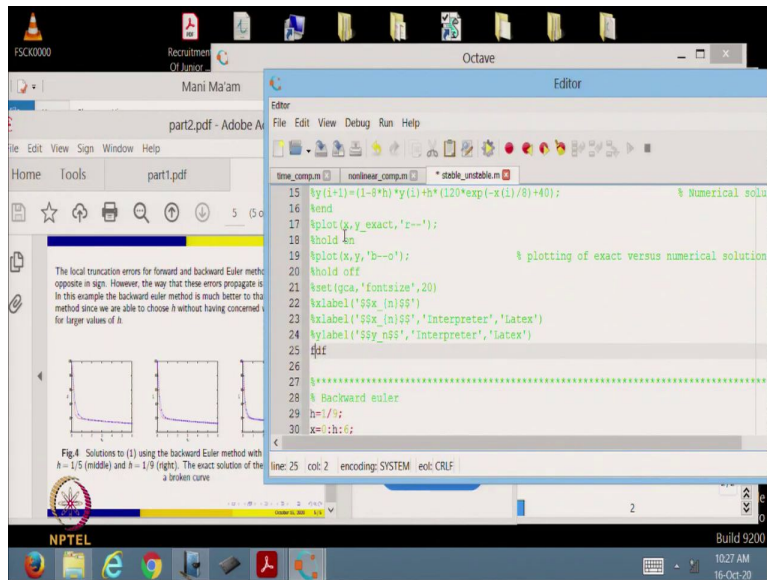 FSCK0000
Recruitmen
Of Junior ...
Octave
Mani Ma'am
Editor
part2.pdf - Adobe A
Editor
File Edit View Debug Run Help
ile Edit View Sign Window Help
Home Tools part1.pdf
5 (5 o
time_comp.m nonlinear_comp.m * stable_unstable.m
15 %y(i+1)=(1-8*h)*y(i)+h*(120*exp(-x(i)/8)+40); % Numerical solu
16 %end
17 %plot(x,y_exact,'r--');
18 %hold on
19 %plot(x,y,'b--o'); % plotting of exact versus numerical solution
20 %hold off
21 %set(gca,'fontsize',20)
22 %xlabel('$$x_{n}$$')
23 %xlabel('$$x_{n}$$','Interpreter','Latex')
24 %ylabel('$$y_n$$','Interpreter','Latex')
25 fdf
26
27 %********************************************************************************
28 % Backward euler
29 h=1/9;
30 x=0:h:6;
line: 25 col: 2 encoding: SYSTEM eol: CRLF
The local truncation errors for forward and backward Euler metho
opposite in sign. However, the way that these errors propagate is
In this example the backward euler method is much better to tha
method since we are able to choose h without having concerned
for larger values of h.
Fig.4 Solutions to (1) using the backward Euler method with
h = 1/5 (middle) and h = 1/9 (right). The exact solution of the
a broken curve
October 16, 2020 5/5
2
NPTEL
Build 9200
10:27 AM
16-Oct-20